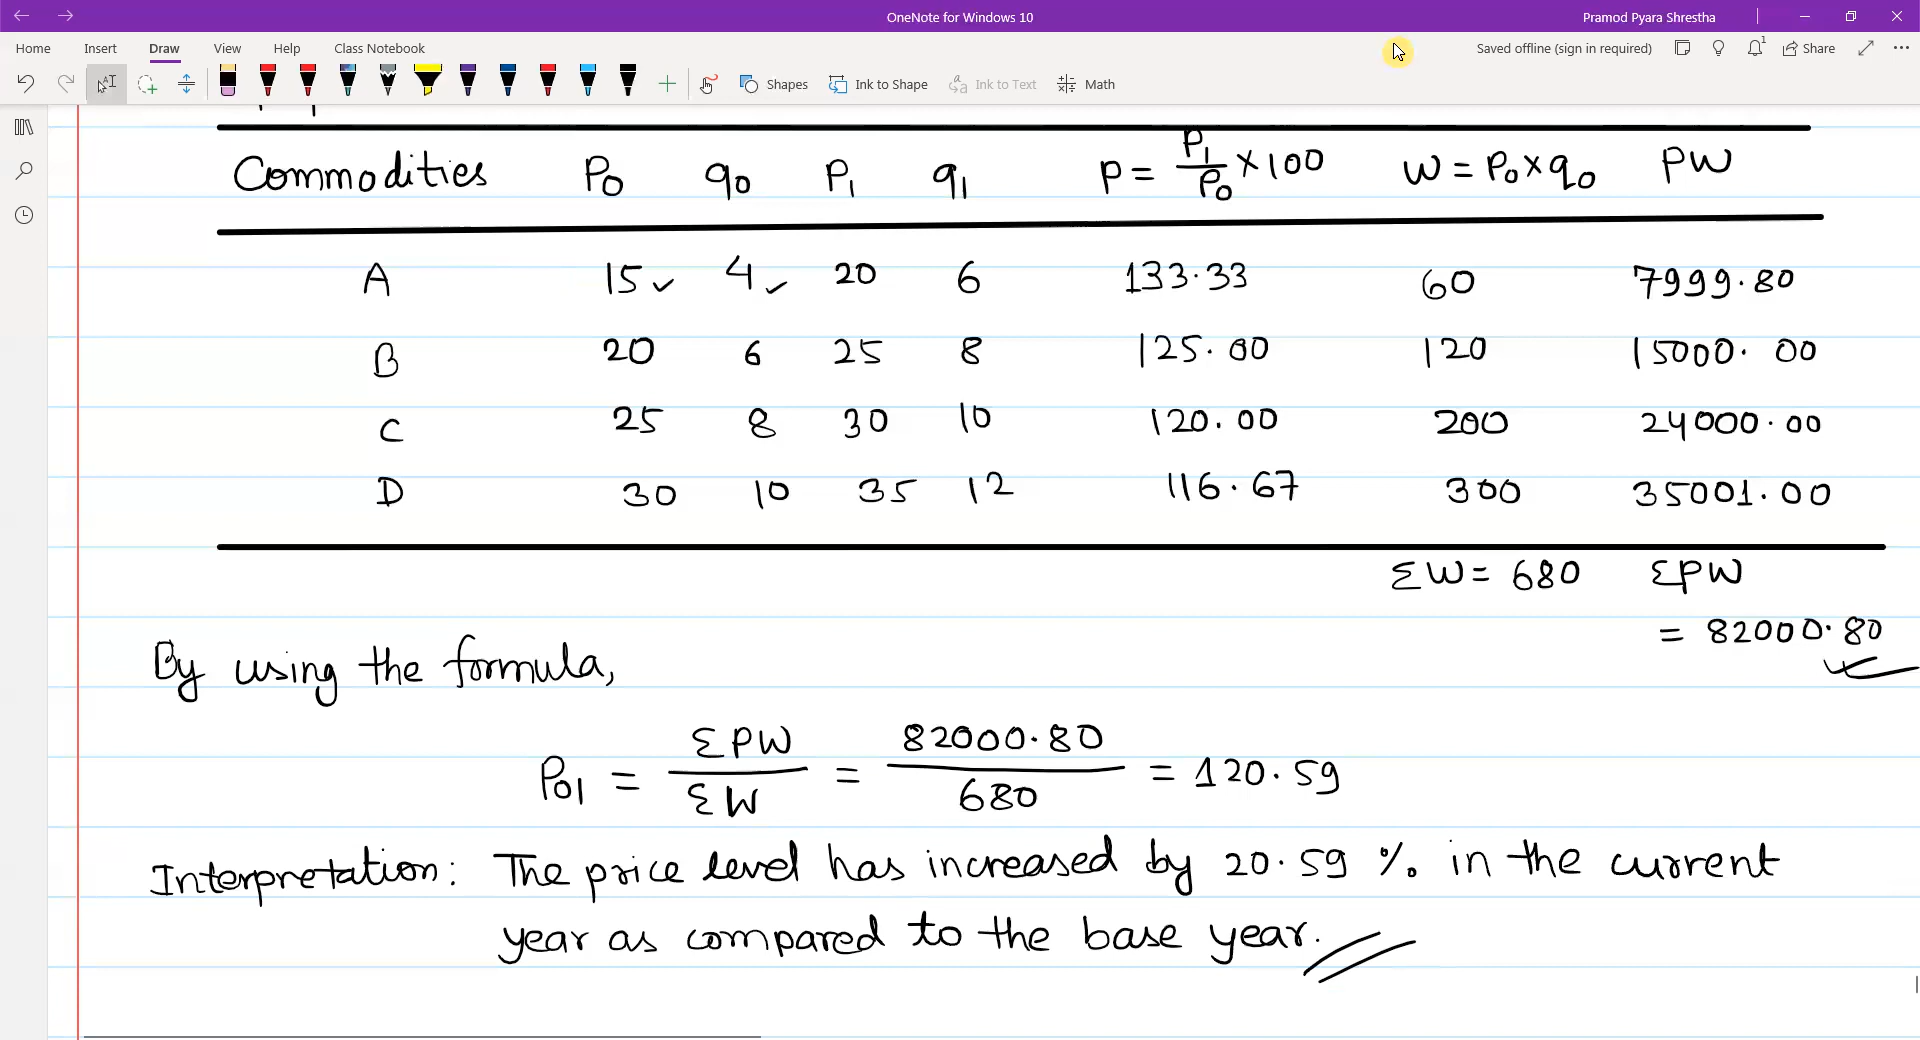 OneNote for Windows 10
Pramod Pyara Shrestha
Home Insert Draw View Help Class Notebook
Saved offline (sign in required) 1 Share
Shapes Ink to Shape Ink to Text Math
Commodities P₀ q₀ P₁ q₁ P = P₁/P₀ × 100 W = P₀ × q₀ PW
A 15 ✓ 4 ✓ 20 6 133.33 60 7999.80
B 20 6 25 8 125.00 120 15000.00
C 25 8 30 10 120.00 200 24000.00
D 30 10 35 12 116.67 300 35001.00
ΣW = 680 ΣPW
= 82000.80
By using the formula,
P₀₁ = ΣPW/ΣW = 82000.80/680 = 120.59
Interpretation: The price level has increased by 20.59 % in the current
year as compared to the base year.